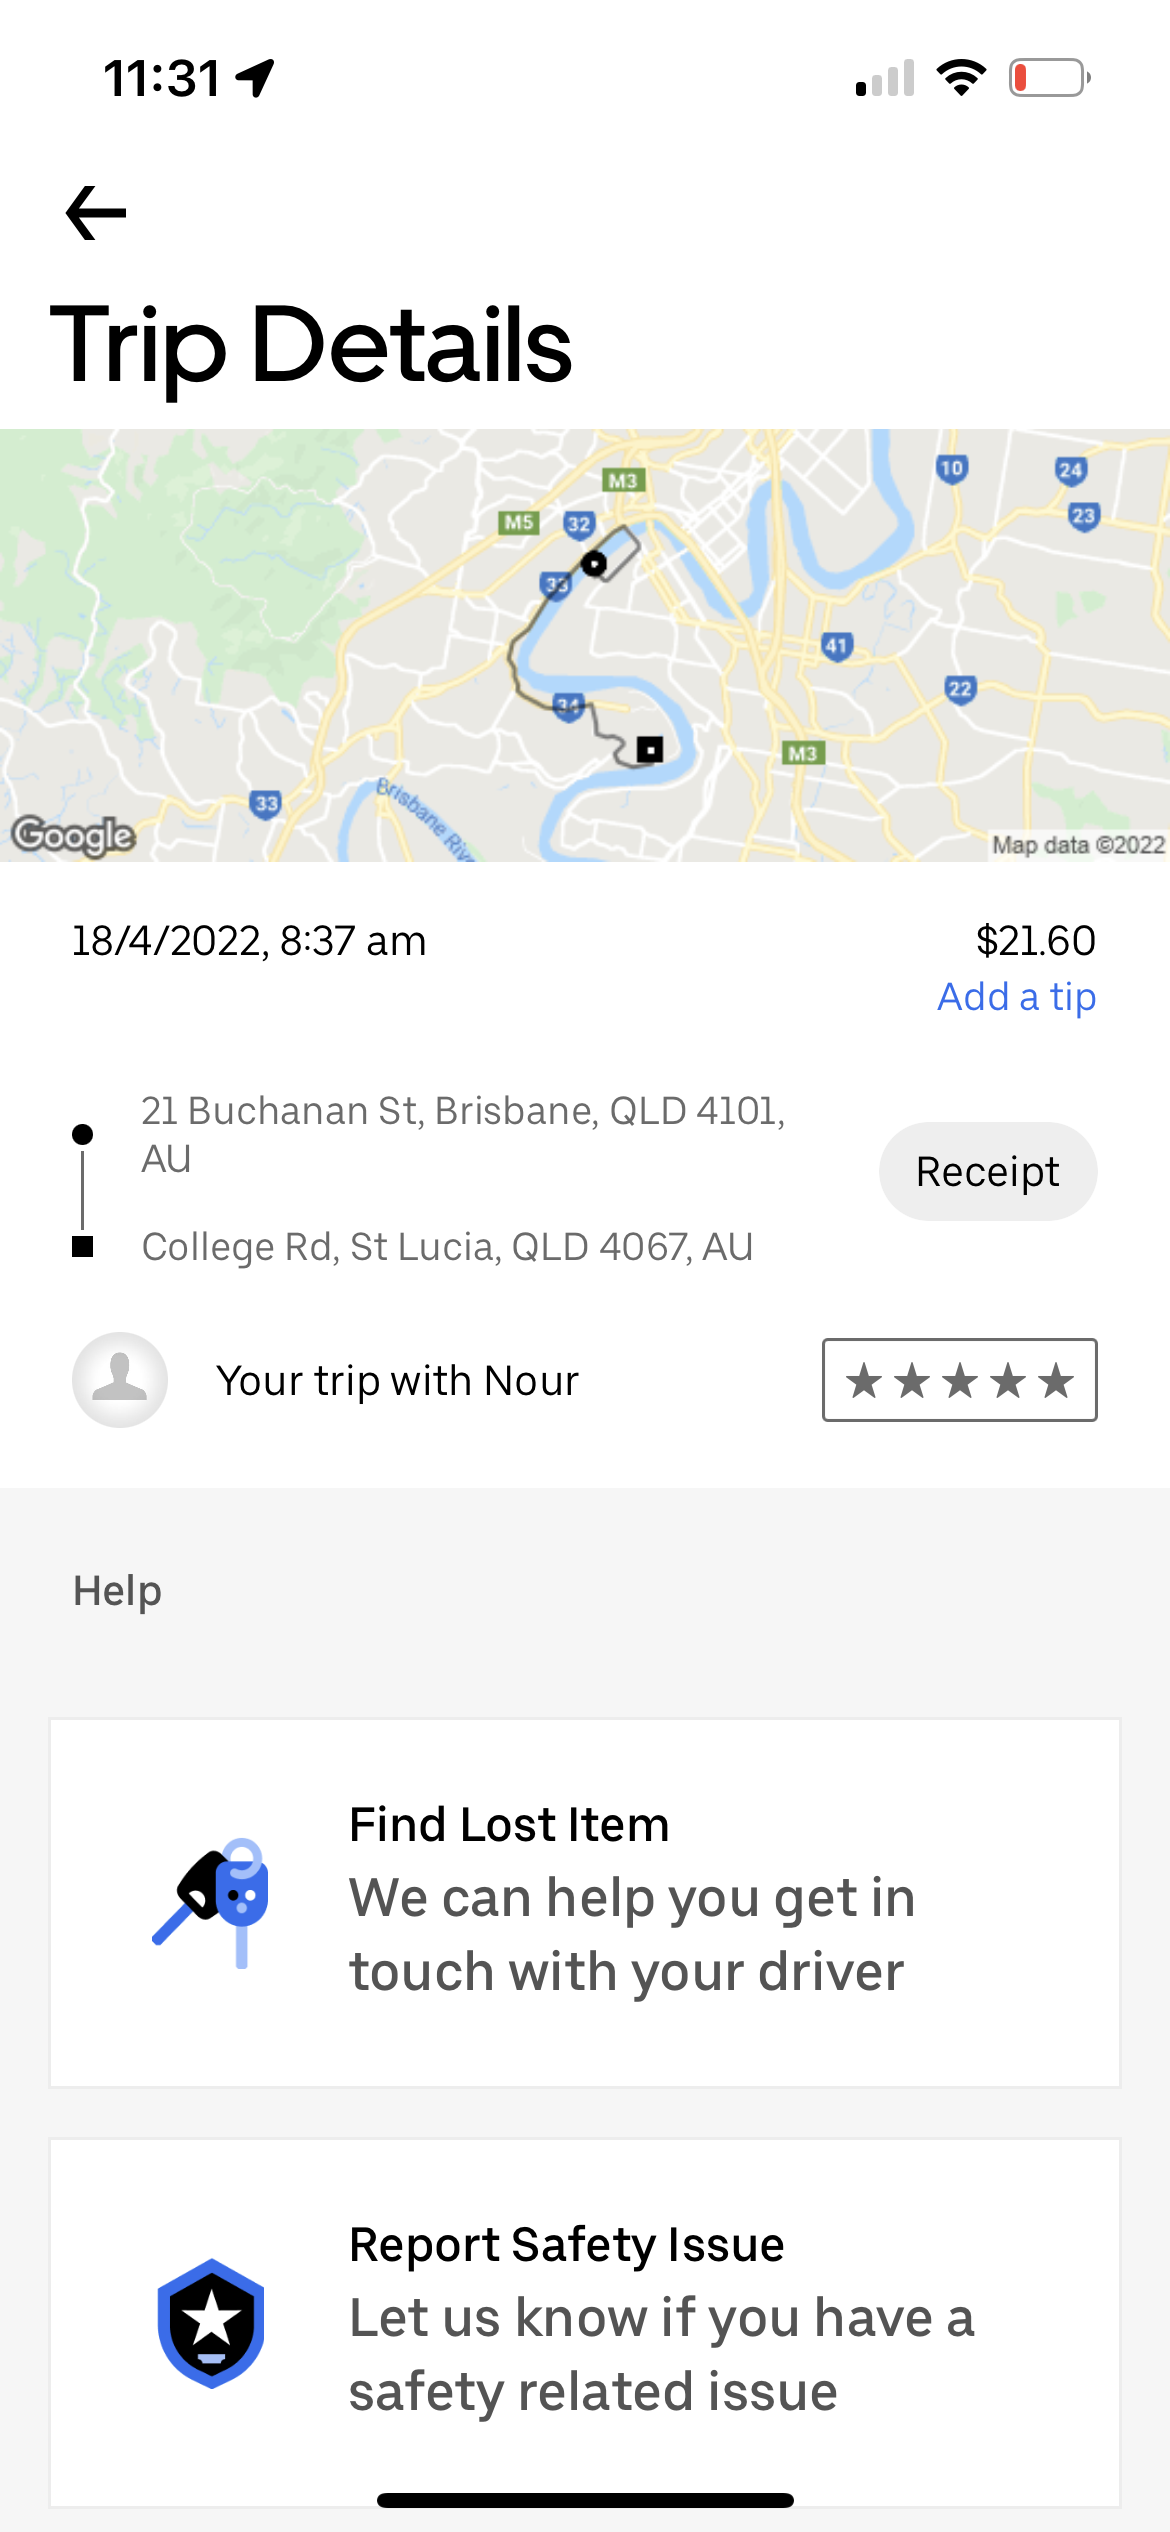 11:31
Trip Details
M3
10
24
M5
32
23
33
41
34
22
M3
33
Brisbane Rive
Google
Map data ©2022
18/4/2022, 8:37 am
$21.60
Add a tip
21 Buchanan St, Brisbane, QLD 4101,
AU
Receipt
College Rd, St Lucia, QLD 4067, AU
Your trip with Nour
Help
Find Lost Item
We can help you get in
touch with your driver
Report Safety Issue
Let us know if you have a
safety related issue